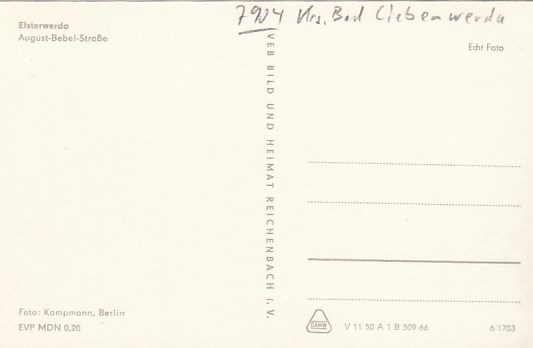 7904 Krs. Bad Liebenwerda
Elsterwerda
August-Bebel-Straße
Echt Foto
VEB BILD UND HEIMAT REICHENBACH I. V.
Foto: Kampmann, Berlin
EVP MDN 0,20
DAMW
V 11 50 A 1 B 509 66
6/1703